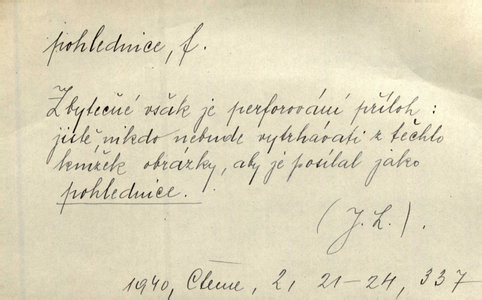 pohlednice, f.
Zbytečné však je perforování příloh :
jistě nikdo nebude vytrhávati z těchto
knížek obrázky, aby je posílal jako
pohlednice.
(J. L.).
1940, Čteme, 2, 21-24, 337